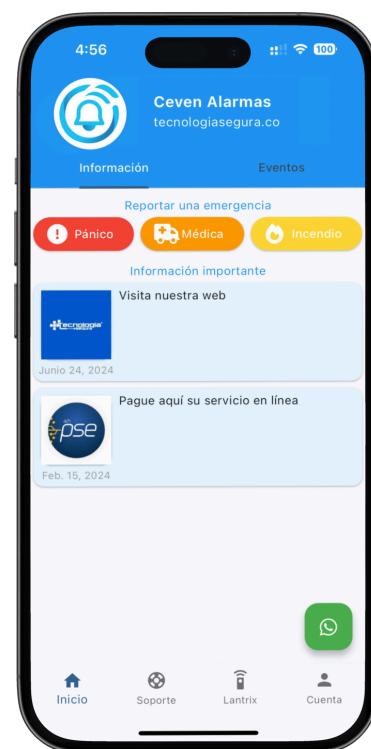 4:56
100
Ceven Alarmas
tecnologiasegura.co
Información
Eventos
Reportar una emergencia
Pánico
Médica
Incendio
Información importante
Visita nuestra web
Tecnología
Junio 24, 2024
Pague aquí su servicio en línea
pse
Feb. 15, 2024
Inicio
Soporte
Lantrix
Cuenta